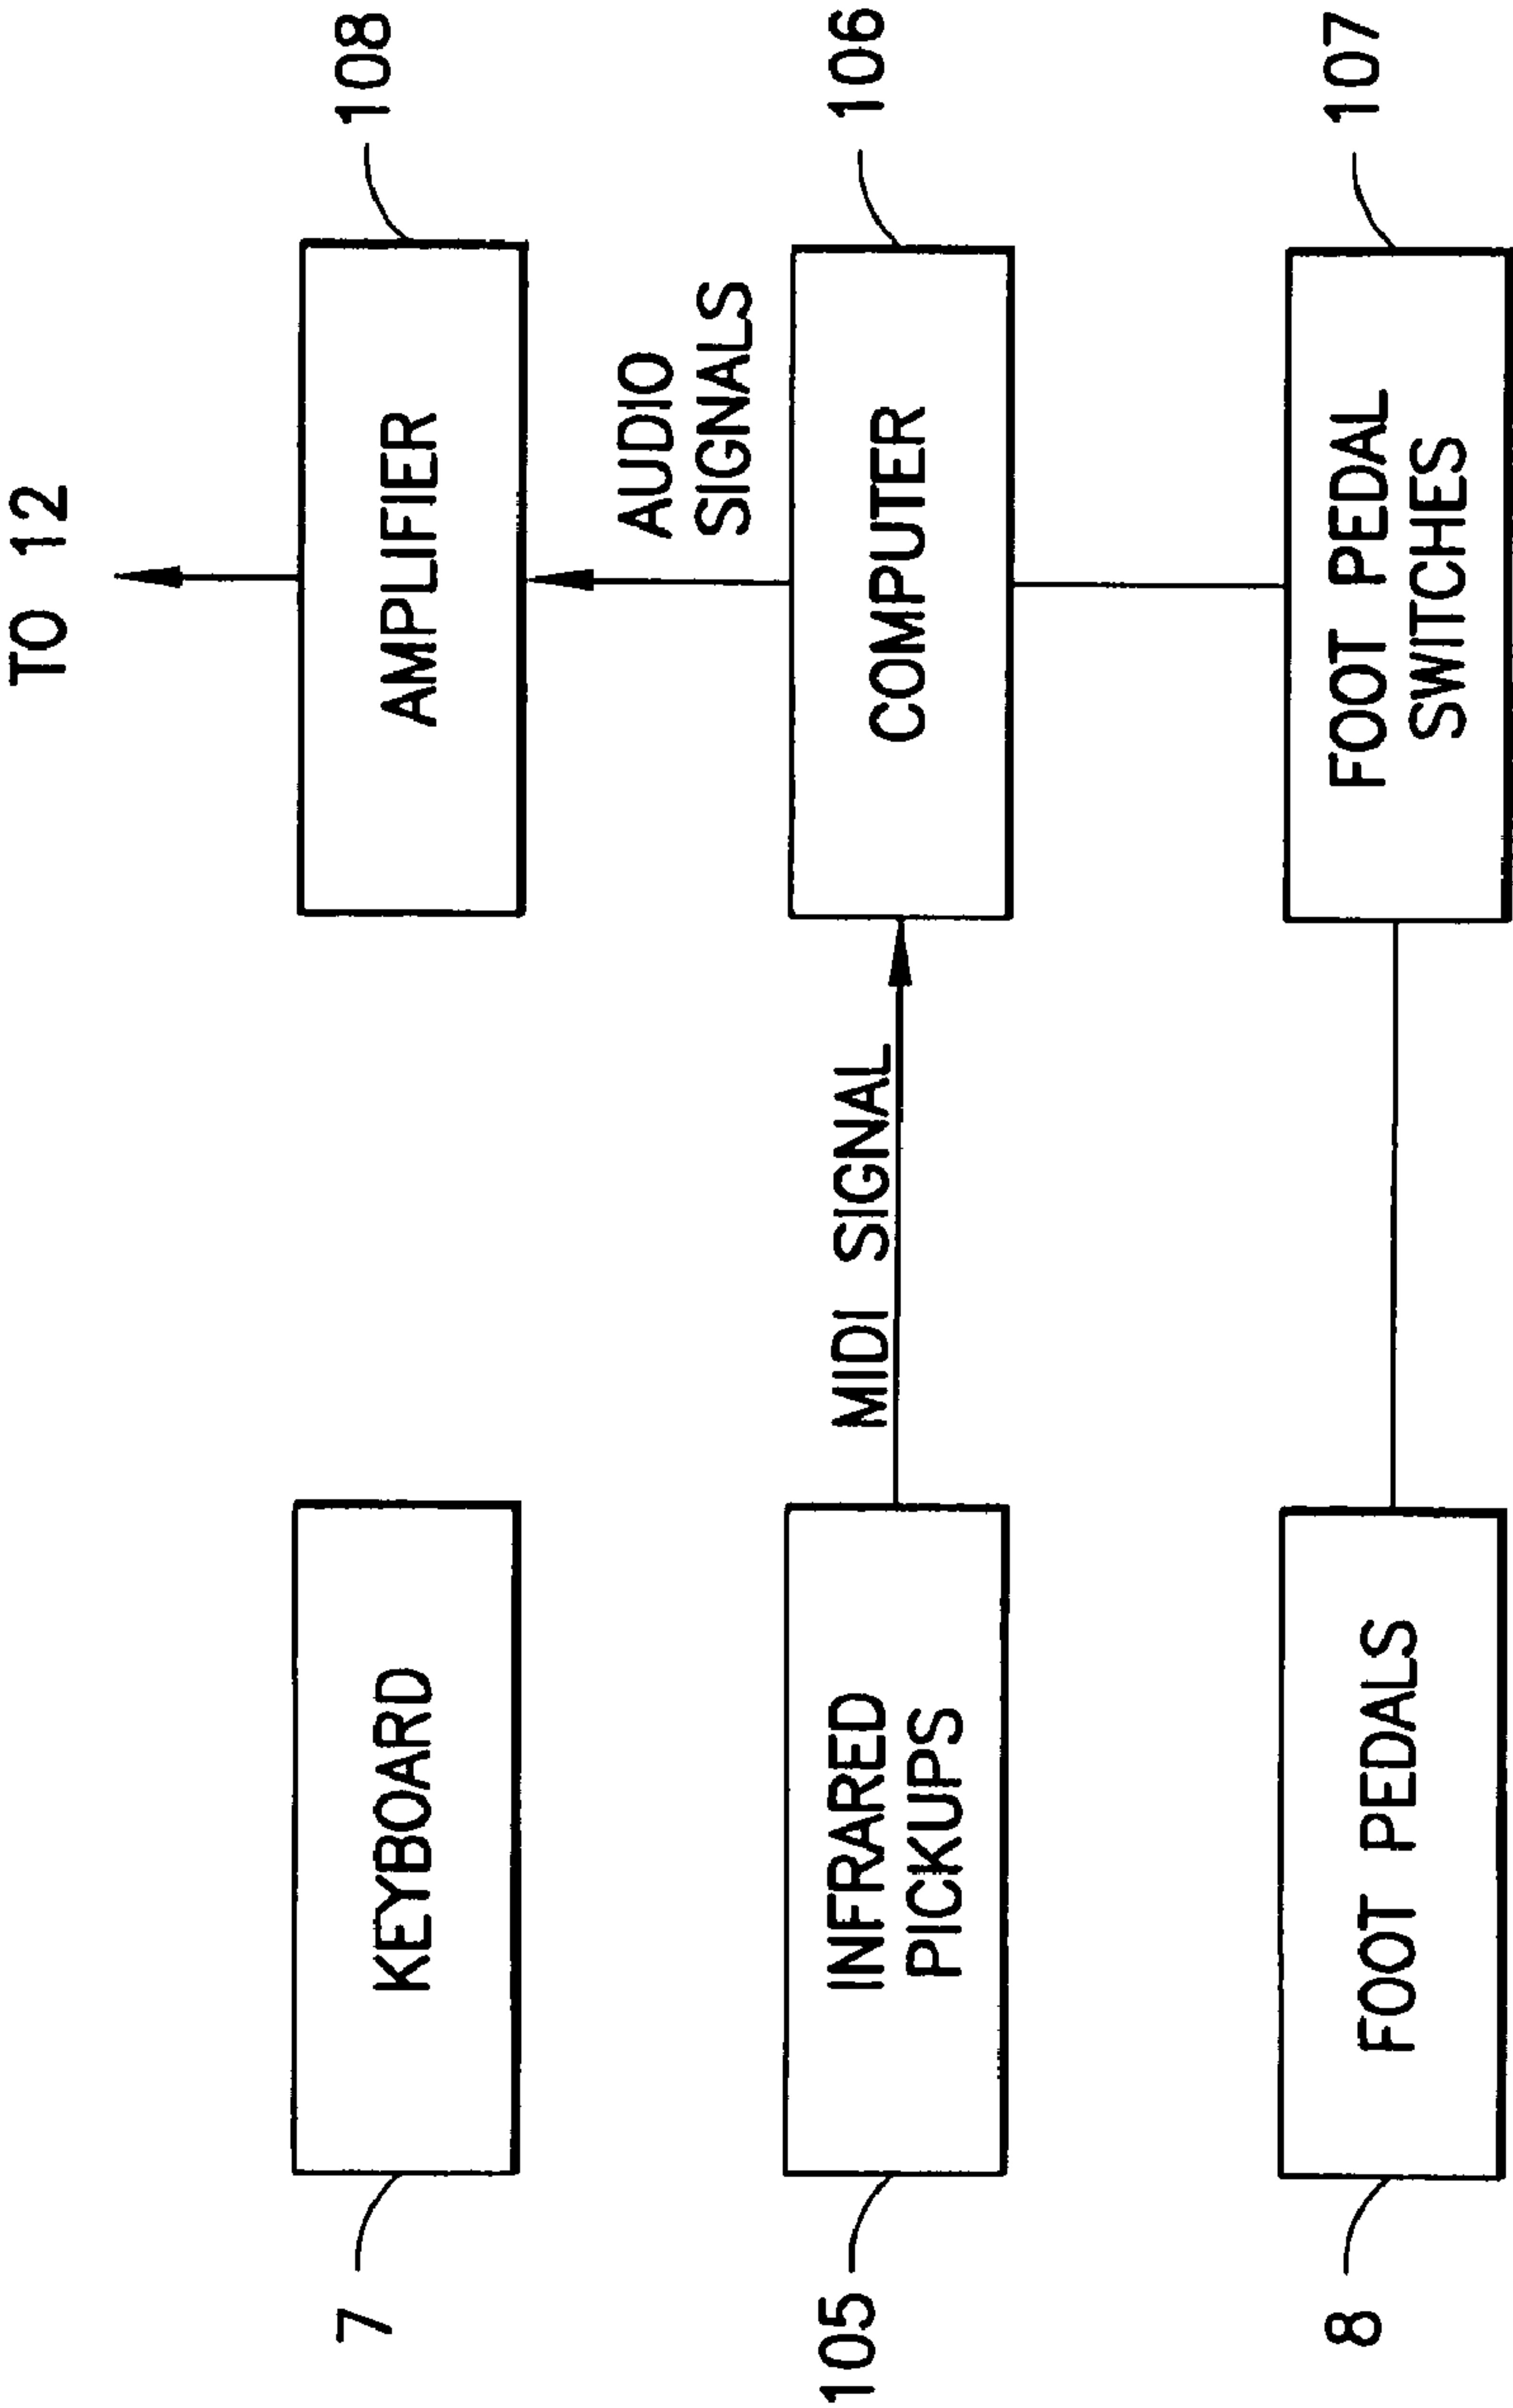 TO 12
7
KEYBOARD
AMPLIFIER
108
AUDIO
SIGNALS
105
INFRARED
PICKUPS
MIDI SIGNAL
COMPUTER
106
8
FOOT PEDALS
FOOT PEDAL
SWITCHES
107